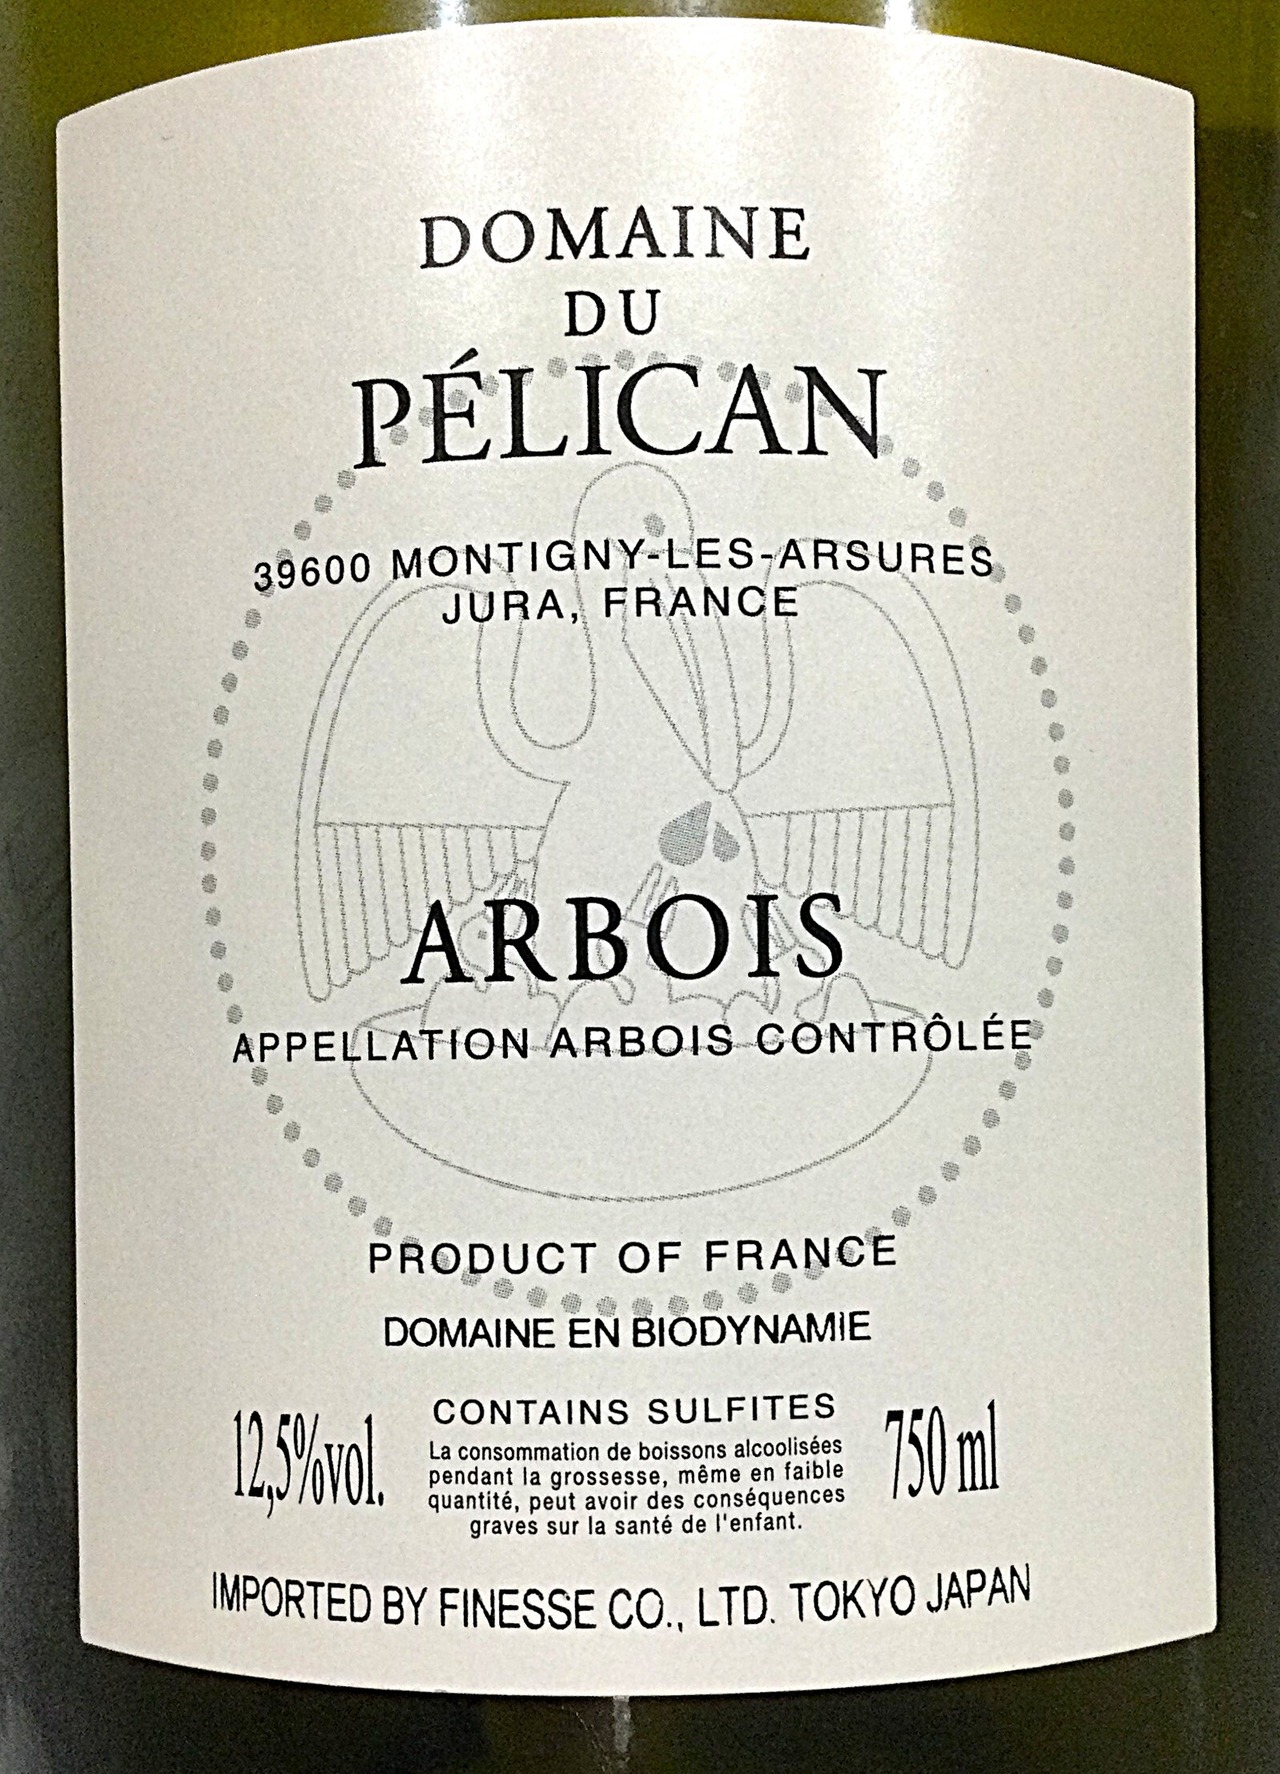 DOMAINE
DU
PÉLICAN
39600 MONTIGNY-LES-ARSURES
JURA, FRANCE
ARBOIS
APPELLATION ARBOIS CONTRÔLÉE
PRODUCT OF FRANCE
DOMAINE EN BIODYNAMIE
12,5%vol.
CONTAINS SULFITES
La consommation de boissons alcoolisées
pendant la grossesse, même en faible
quantité, peut avoir des conséquences
graves sur la santé de l'enfant.
750 ml
IMPORTED BY FINESSE CO., LTD. TOKYO JAPAN